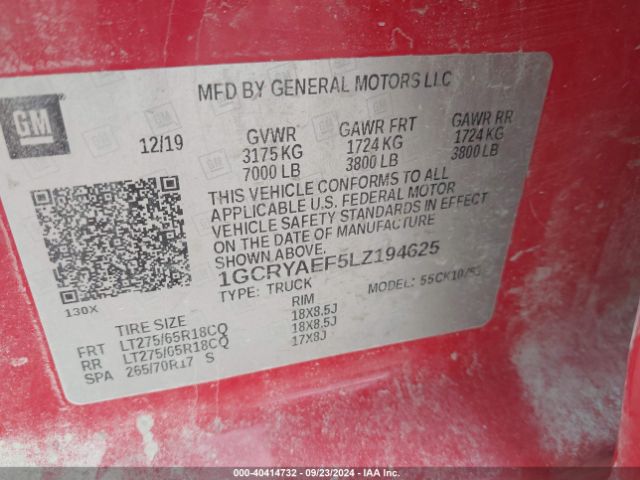 GM
MFD BY GENERAL MOTORS LLC
12/19 GVWR GAWR FRT GAWR RR
3175 KG 1724 KG 1724 KG
7000 LB 3800 LB 3800 LB
THIS VEHICLE CONFORMS TO ALL
APPLICABLE U.S. FEDERAL MOTOR
VEHICLE SAFETY STANDARDS IN EFFECT
ON THE DATE OF MANUFACTURE
SHOWN ABOVE.
1GCRYAEF5LZ194625
TYPE: TRUCK MODEL:
130X
TIRE SIZE RIM
FRT LT275/65R18CQ 18X8.5J
RR LT275/65R18CQ 18X8.5J
SPA 265/70R17 S 17X8J
000-40414732 - 09/23/2024 - IAA Inc.